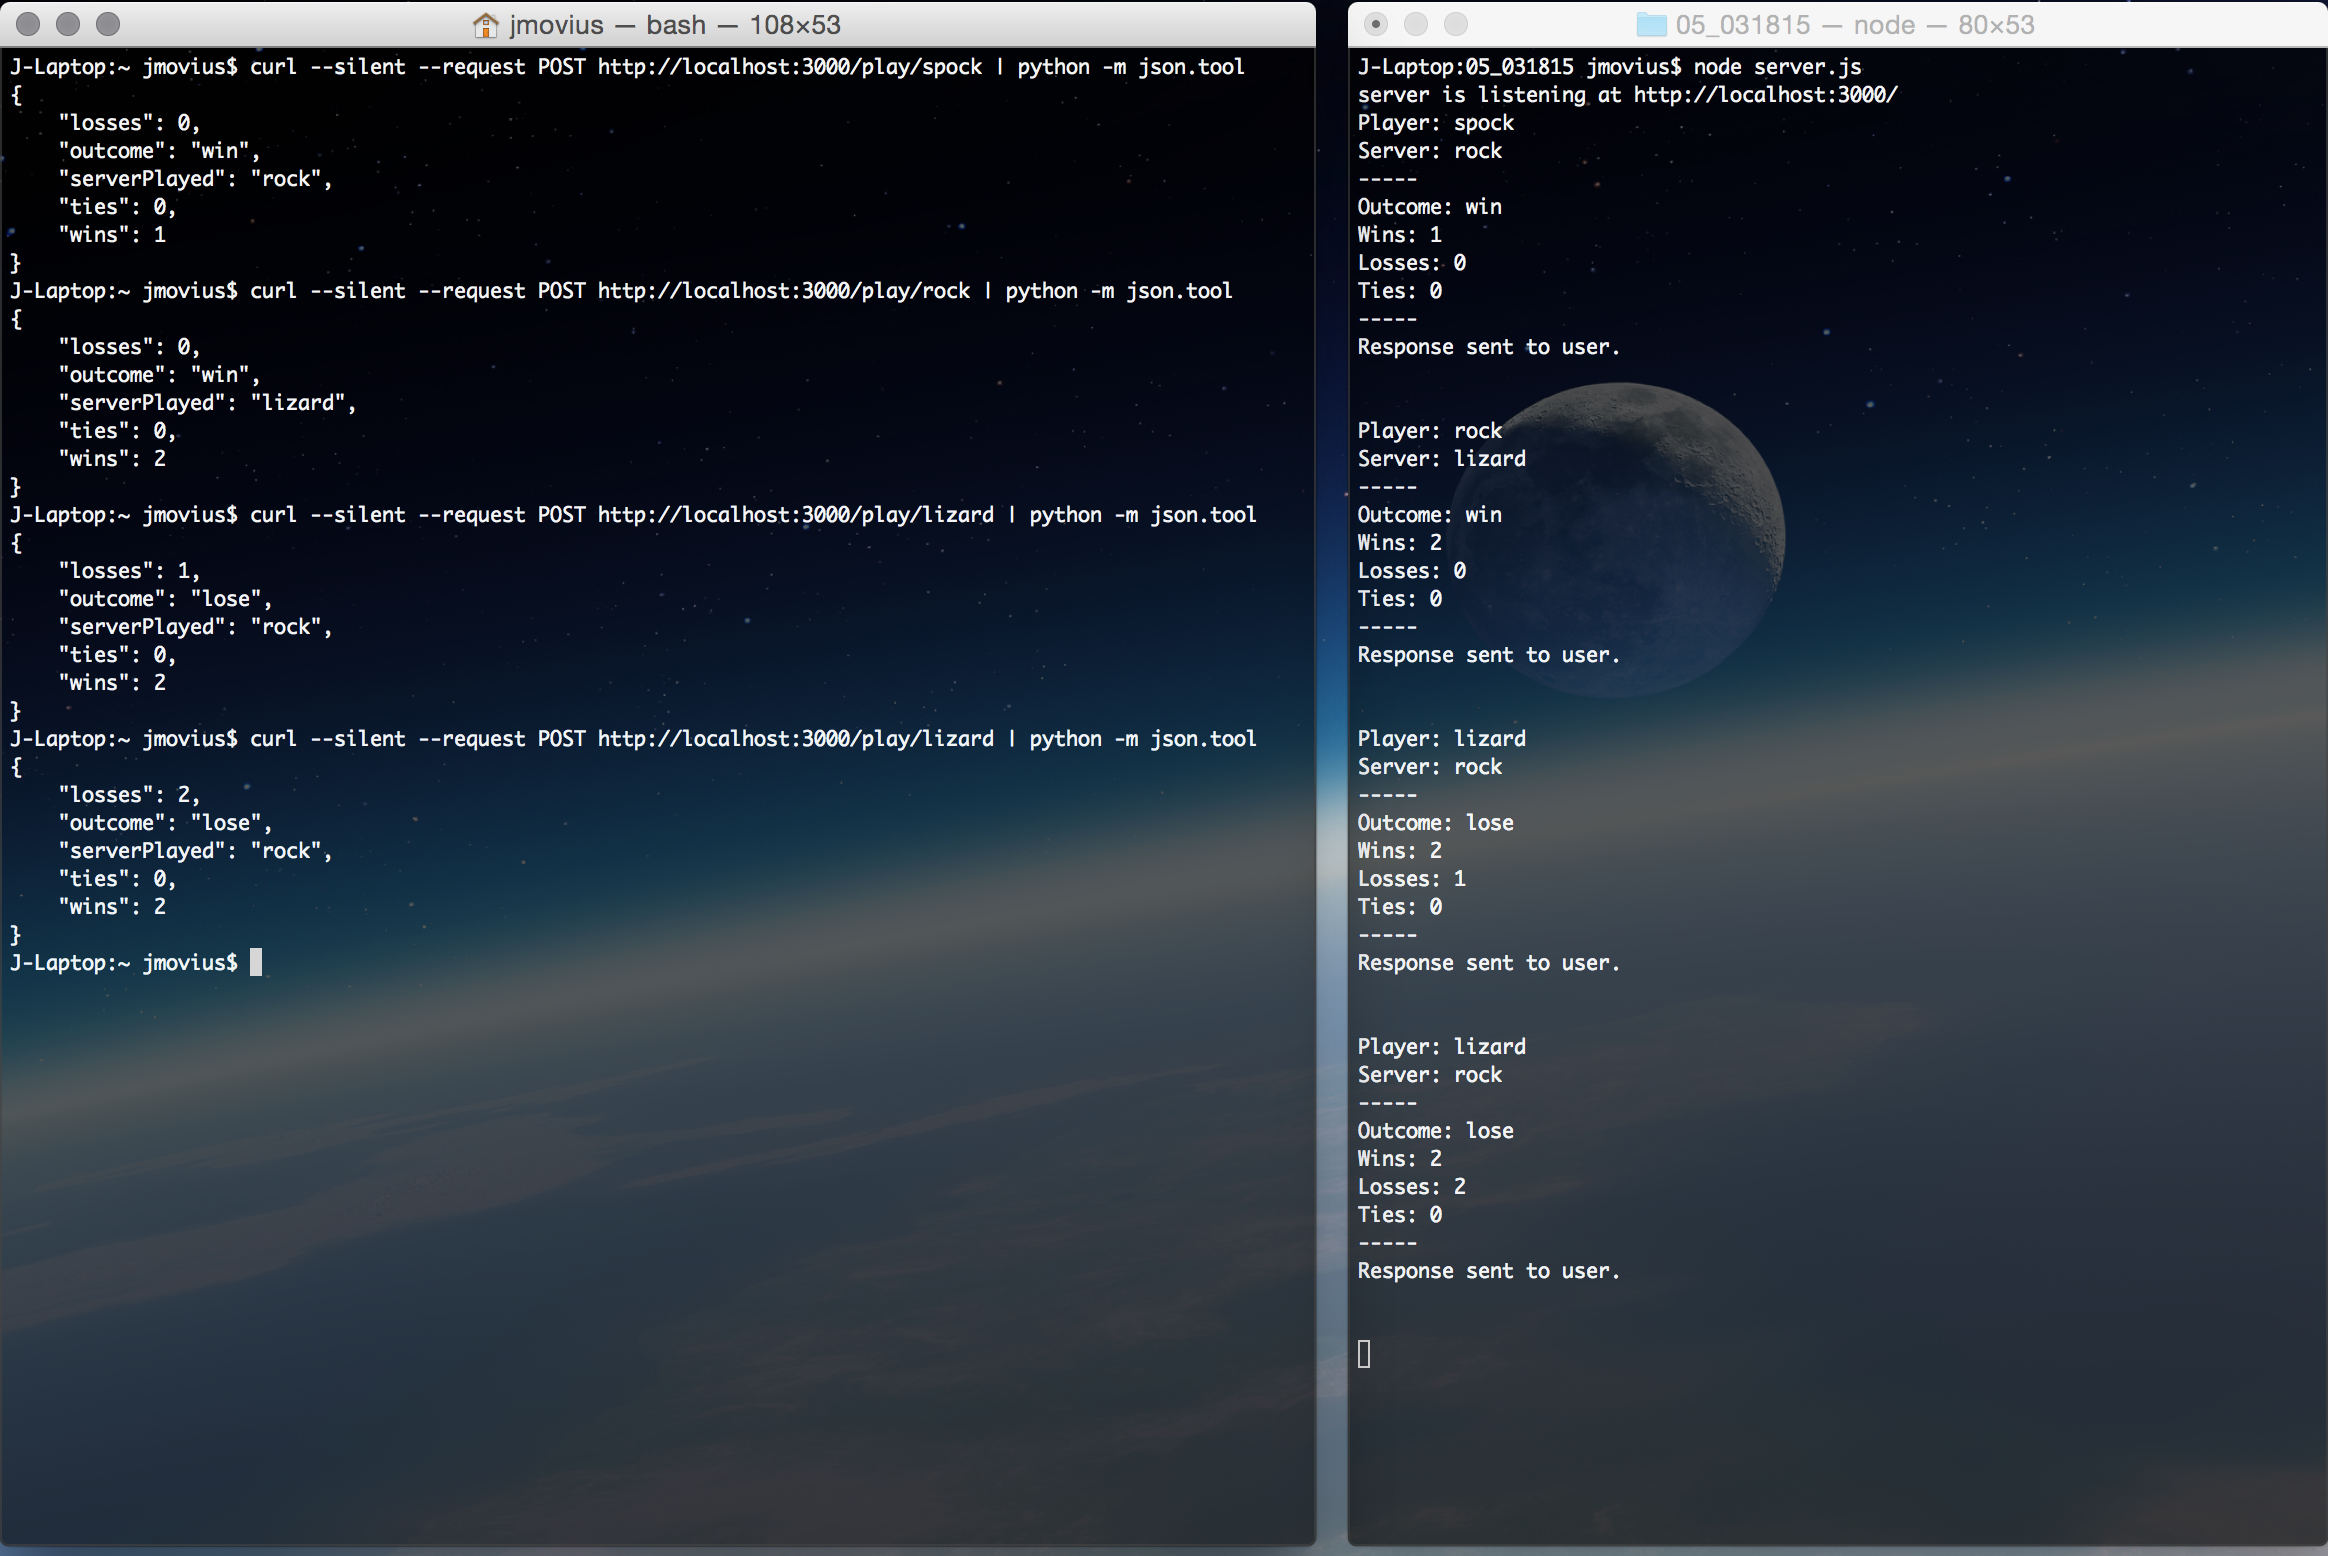 jmovius — bash — 108×53
J-Laptop:~ jmovius$ curl --silent --request POST http://localhost:3000/play/spock | python -m json.tool
{
    "losses": 0,
    "outcome": "win",
    "serverPlayed": "rock",
    "ties": 0,
    "wins": 1
}
J-Laptop:~ jmovius$ curl --silent --request POST http://localhost:3000/play/rock | python -m json.tool
{
    "losses": 0,
    "outcome": "win",
    "serverPlayed": "lizard",
    "ties": 0,
    "wins": 2
}
J-Laptop:~ jmovius$ curl --silent --request POST http://localhost:3000/play/lizard | python -m json.tool
{
    "losses": 1,
    "outcome": "lose",
    "serverPlayed": "rock",
    "ties": 0,
    "wins": 2
}
J-Laptop:~ jmovius$ curl --silent --request POST http://localhost:3000/play/lizard | python -m json.tool
{
    "losses": 2,
    "outcome": "lose",
    "serverPlayed": "rock",
    "ties": 0,
    "wins": 2
}
J-Laptop:~ jmovius$
05_031815 — node — 80×53
J-Laptop:05_031815 jmovius$ node server.js
server is listening at http://localhost:3000/
Player: spock
Server: rock
-----
Outcome: win
Wins: 1
Losses: 0
Ties: 0
-----
Response sent to user.
Player: rock
Server: lizard
-----
Outcome: win
Wins: 2
Losses: 0
Ties: 0
-----
Response sent to user.
Player: lizard
Server: rock
-----
Outcome: lose
Wins: 2
Losses: 1
Ties: 0
-----
Response sent to user.
Player: lizard
Server: rock
-----
Outcome: lose
Wins: 2
Losses: 2
Ties: 0
-----
Response sent to user.